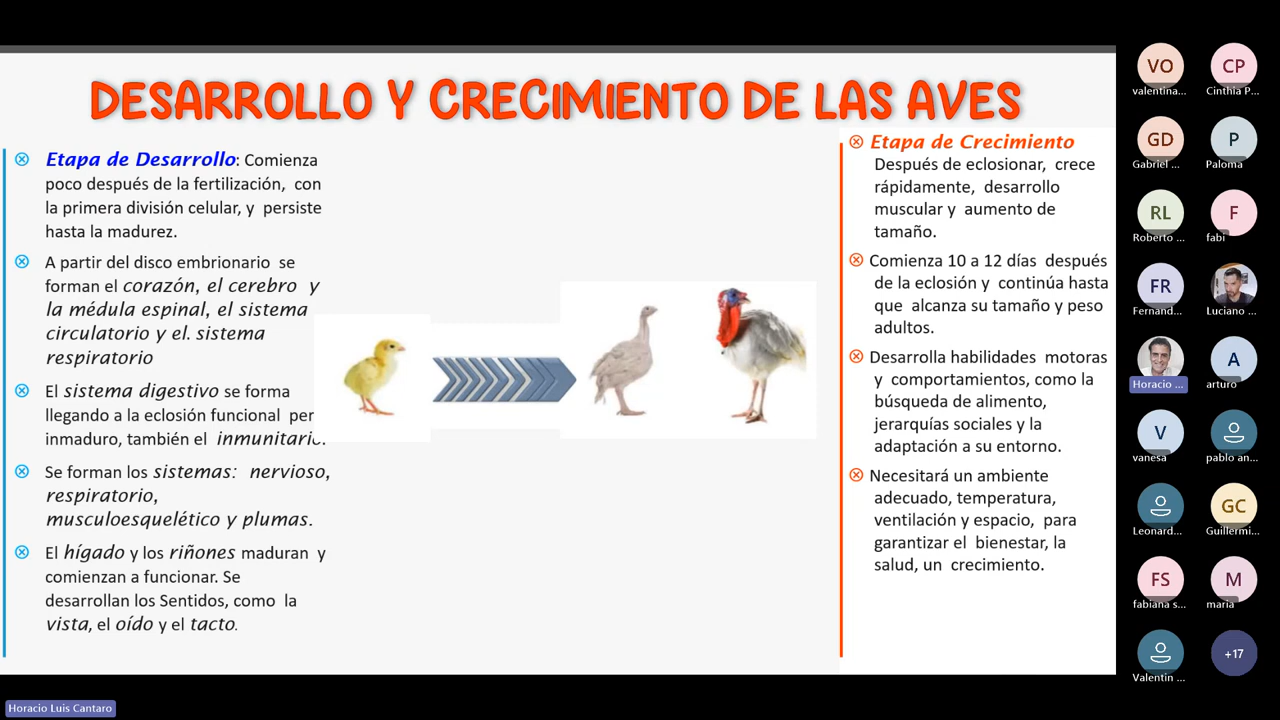 DESARROLLO Y CRECIMIENTO DE LAS AVES
Etapa de Desarrollo: Comienza
poco después de la fertilización, con
la primera división celular, y persiste
hasta la madurez.
A partir del disco embrionario se
forman el corazón, el cerebro y
la médula espinal, el sistema
circulatorio y el. sistema
respiratorio
El sistema digestivo se forma
llegando a la eclosión funcional per
inmaduro, también el inmunitario.
Se forman los sistemas: nervioso,
respiratorio,
musculoesquelético y plumas.
El hígado y los riñones maduran y
comienzan a funcionar. Se
desarrollan los Sentidos, como la
vista, el oído y el tacto.
Etapa de Crecimiento
Después de eclosionar, crece
rápidamente, desarrollo
muscular y aumento de
tamaño.
Comienza 10 a 12 días después
de la eclosión y continúa hasta
que alcanza su tamaño y peso
adultos.
Desarrolla habilidades motoras
y comportamientos, como la
búsqueda de alimento,
jerarquías sociales y la
adaptación a su entorno.
Necesitará un ambiente
adecuado, temperatura,
ventilación y espacio, para
garantizar el bienestar, la
salud, un crecimiento.
VO
valentina...
CP
Cinthia P...
GD
Gabriel ...
P
Paloma
RL
Roberto ...
F
fabi
FR
Fernand...
Luciano ...
Horacio ...
A
arturo
V
vanesa
pablo an...
Leonard...
GC
Guillermi...
FS
fabiana s...
M
maria
Valentin ...
+17
Horacio Luis Cantaro